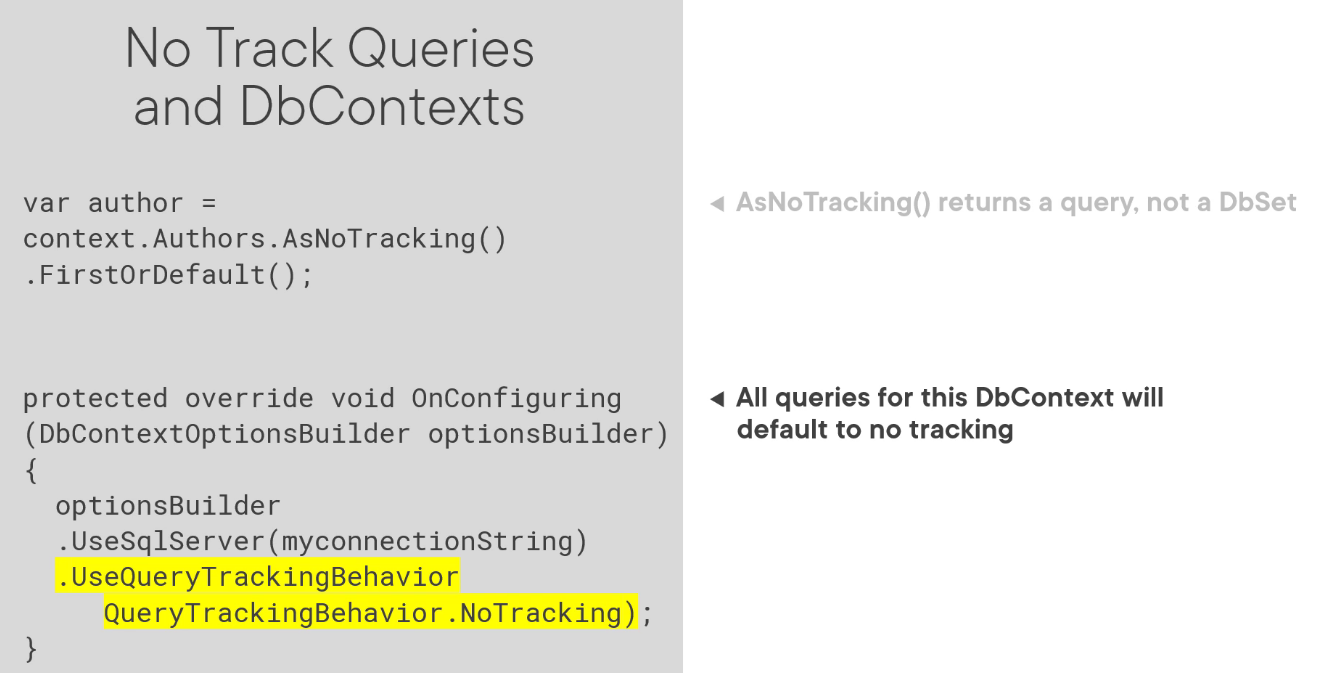 No Track Queries
and DbContexts
var author =
context.Authors.AsNoTracking()
.FirstOrDefault();
◄ AsNoTracking() returns a query, not a DbSet
protected override void OnConfiguring
(DbContextOptionsBuilder optionsBuilder)
{
  optionsBuilder
  .UseSqlServer(myconnectionString)
  .UseQueryTrackingBehavior
     QueryTrackingBehavior.NoTracking);
}
◄ All queries for this DbContext will
default to no tracking